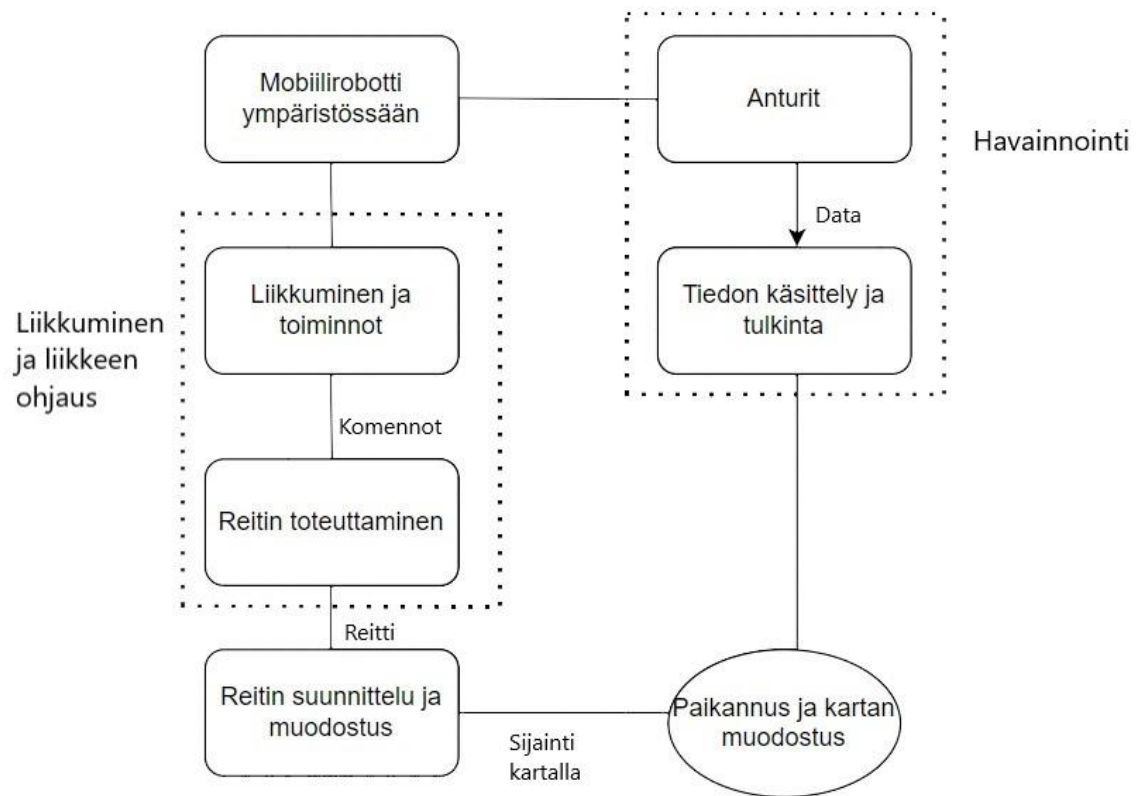 Mobiilirobotti
ympäristössään
Anturit
Havainnointi
Data
Liikkuminen ja
toiminnot
Tiedon käsittely ja
tulkinta
Liikkuminen
ja liikkeen
ohjaus
Komennot
Reitin toteuttaminen
Reitti
Reitin suunnittelu ja
muodostus
Sijainti
kartalla
Paikannus ja kartan
muodostus